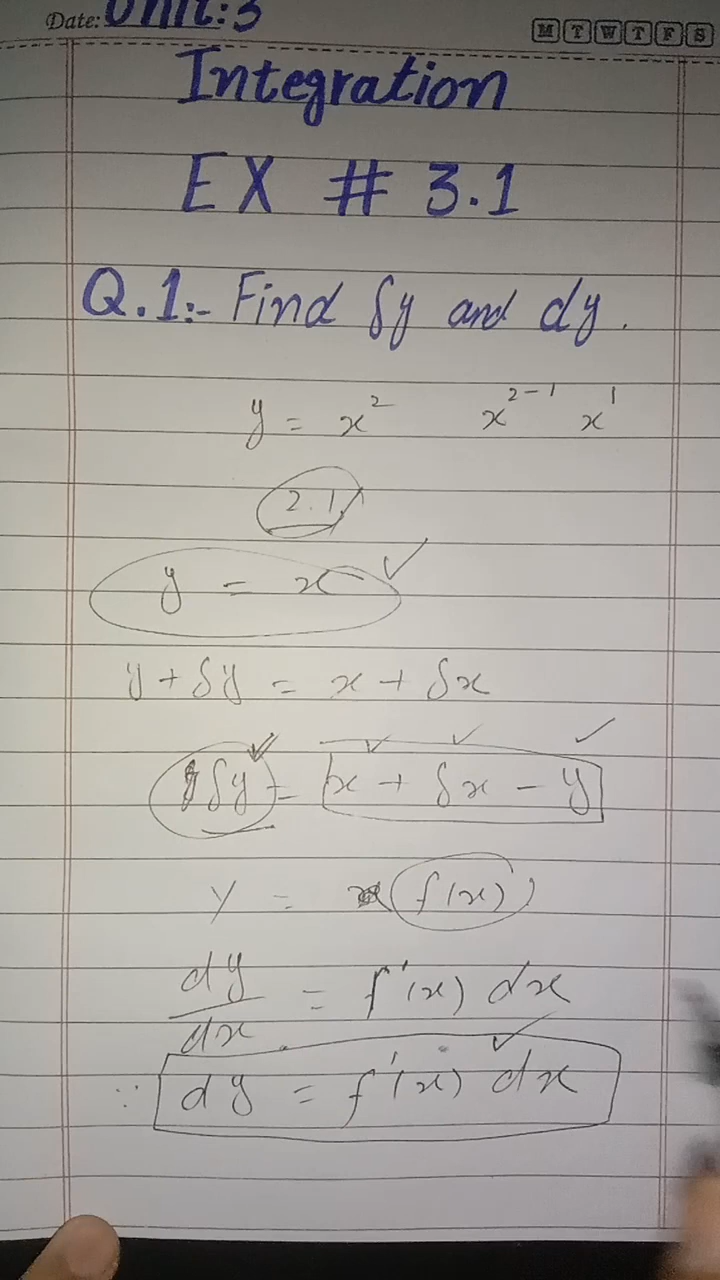 Date: Unit:3
M T W T F S
Integration
EX # 3.1
Q.1:- Find δy and dy.
y = x² x²⁻¹ x¹
2.1
y = x
y + δy = x + δx
δy = x + δx - y
y = f(x)
dy/dx = f'(x) dx
∵ dy = f'(x) dx